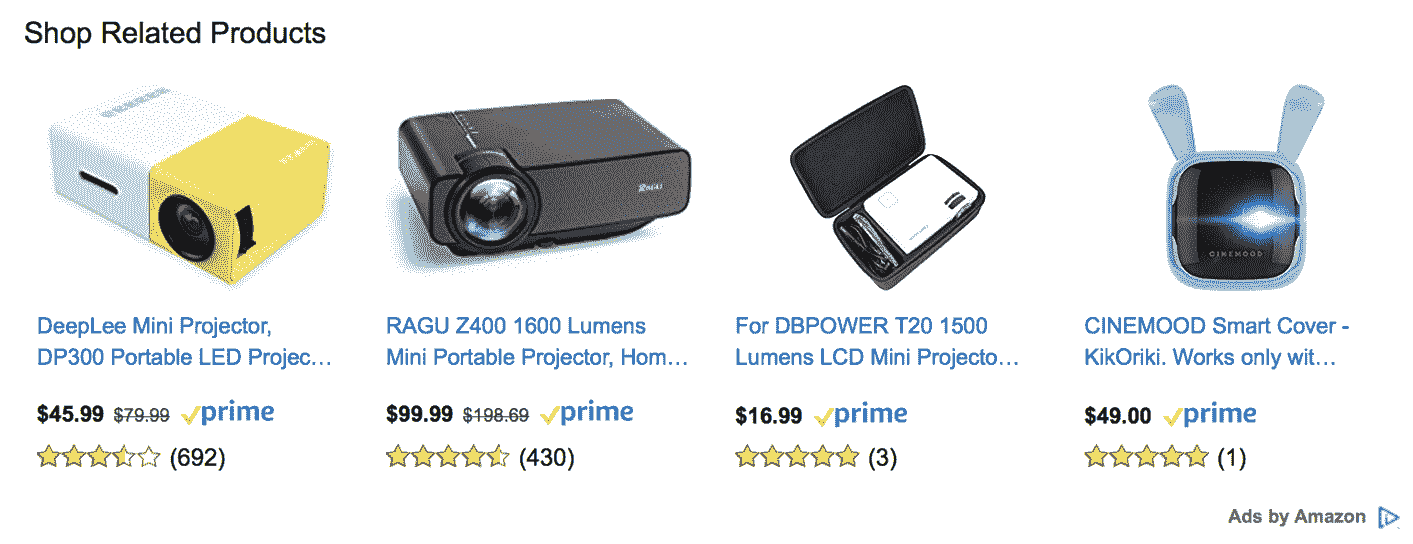 Shop Related Products
RAGU
CINEMOOD
DeepLee Mini Projector,
DP300 Portable LED Projec…
$45.99 $79.99 prime
(692)
RAGU Z400 1600 Lumens
Mini Portable Projector, Hom…
$99.99 $198.69 prime
(430)
For DBPOWER T20 1500
Lumens LCD Mini Projecto…
$16.99 prime
(3)
CINEMOOD Smart Cover -
KikOriki. Works only wit…
$49.00 prime
(1)
Ads by Amazon